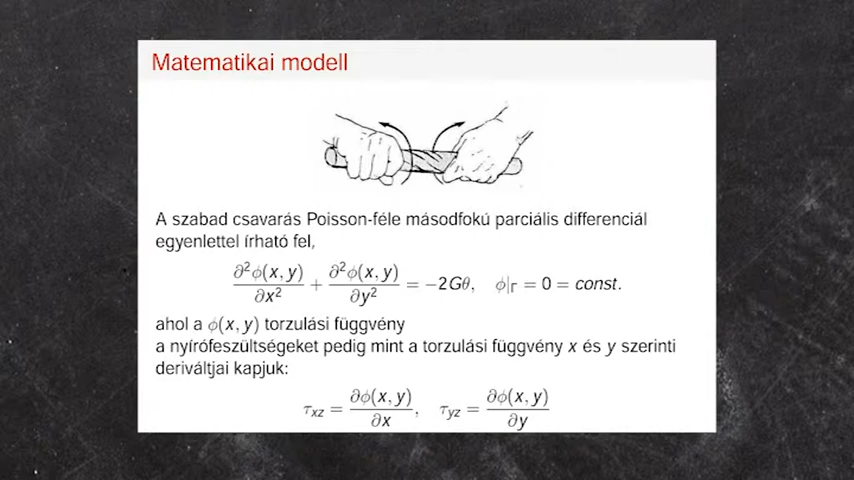 Matematikai modell
A szabad csavarás Poisson-féle másodfokú parciális differenciál
egyenlettel írható fel,
∂²ϕ(x, y)/∂x² + ∂²ϕ(x, y)/∂y² = −2Gθ, ϕ|Γ = 0 = const.
ahol a ϕ(x, y) torzulási függvény
a nyírófeszültségeket pedig mint a torzulási függvény x és y szerinti
deriváltjai kapjuk:
τxz = ∂ϕ(x, y)/∂x, τyz = ∂ϕ(x, y)/∂y